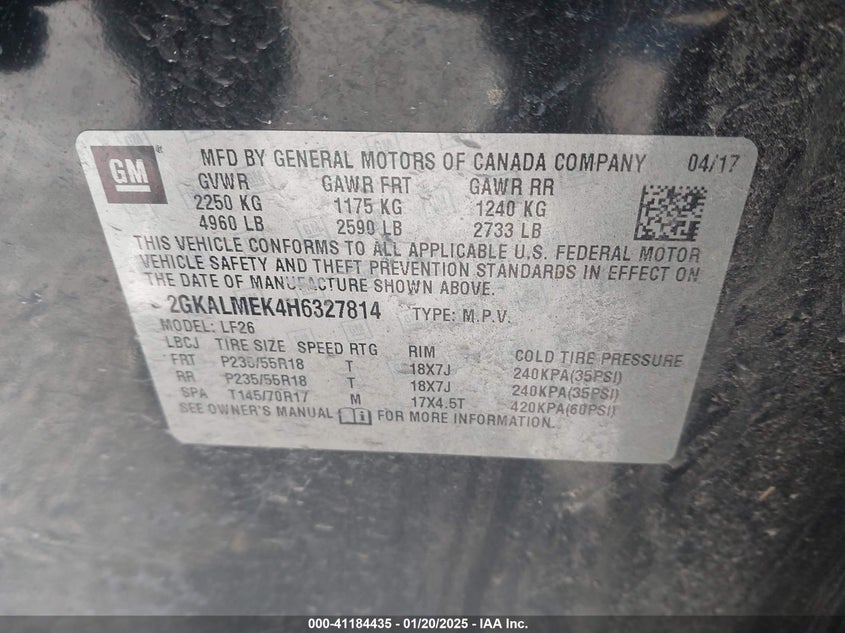 GM
MFD BY GENERAL MOTORS OF CANADA COMPANY 04/17
GVWR GAWR FRT GAWR RR
2250 KG 1175 KG 1240 KG
4960 LB 2590 LB 2733 LB
THIS VEHICLE CONFORMS TO ALL APPLICABLE U.S. FEDERAL MOTOR
VEHICLE SAFETY AND THEFT PREVENTION STANDARDS IN EFFECT ON
THE DATE OF MANUFACTURE SHOWN ABOVE.
2GKALMEK4H6327814 TYPE: M.P.V.
MODEL: LF26
LBCJ TIRE SIZE SPEED RTG RIM COLD TIRE PRESSURE
FRT P235/55R18 T 18X7J 240KPA(35PSI)
RR P235/55R18 T 18X7J 240KPA(35PSI)
SPA T145/70R17 M 17X4.5T 420KPA(60PSI)
SEE OWNER'S MANUAL FOR MORE INFORMATION.
000-41184435 - 01/20/2025 - IAA Inc.